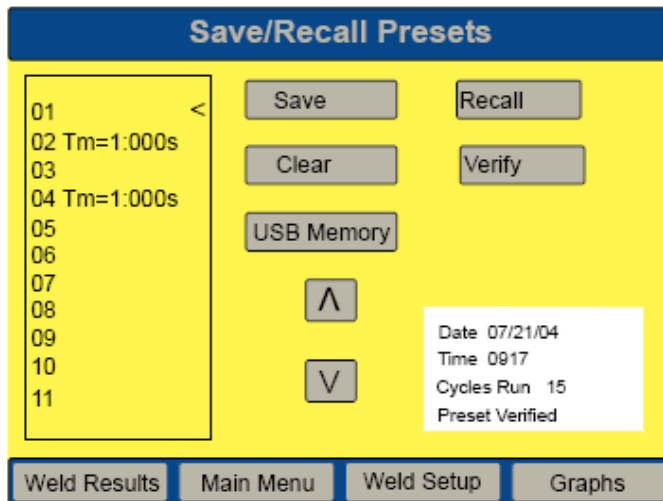 Save/Recall Presets
01 <
02 Tm=1:000s
03
04 Tm=1:000s
05
06
07
08
09
10
11
Save
Recall
Clear
Verify
USB Memory
Λ
V
Date 07/21/04
Time 0917
Cycles Run 15
Preset Verified
Weld Results
Main Menu
Weld Setup
Graphs